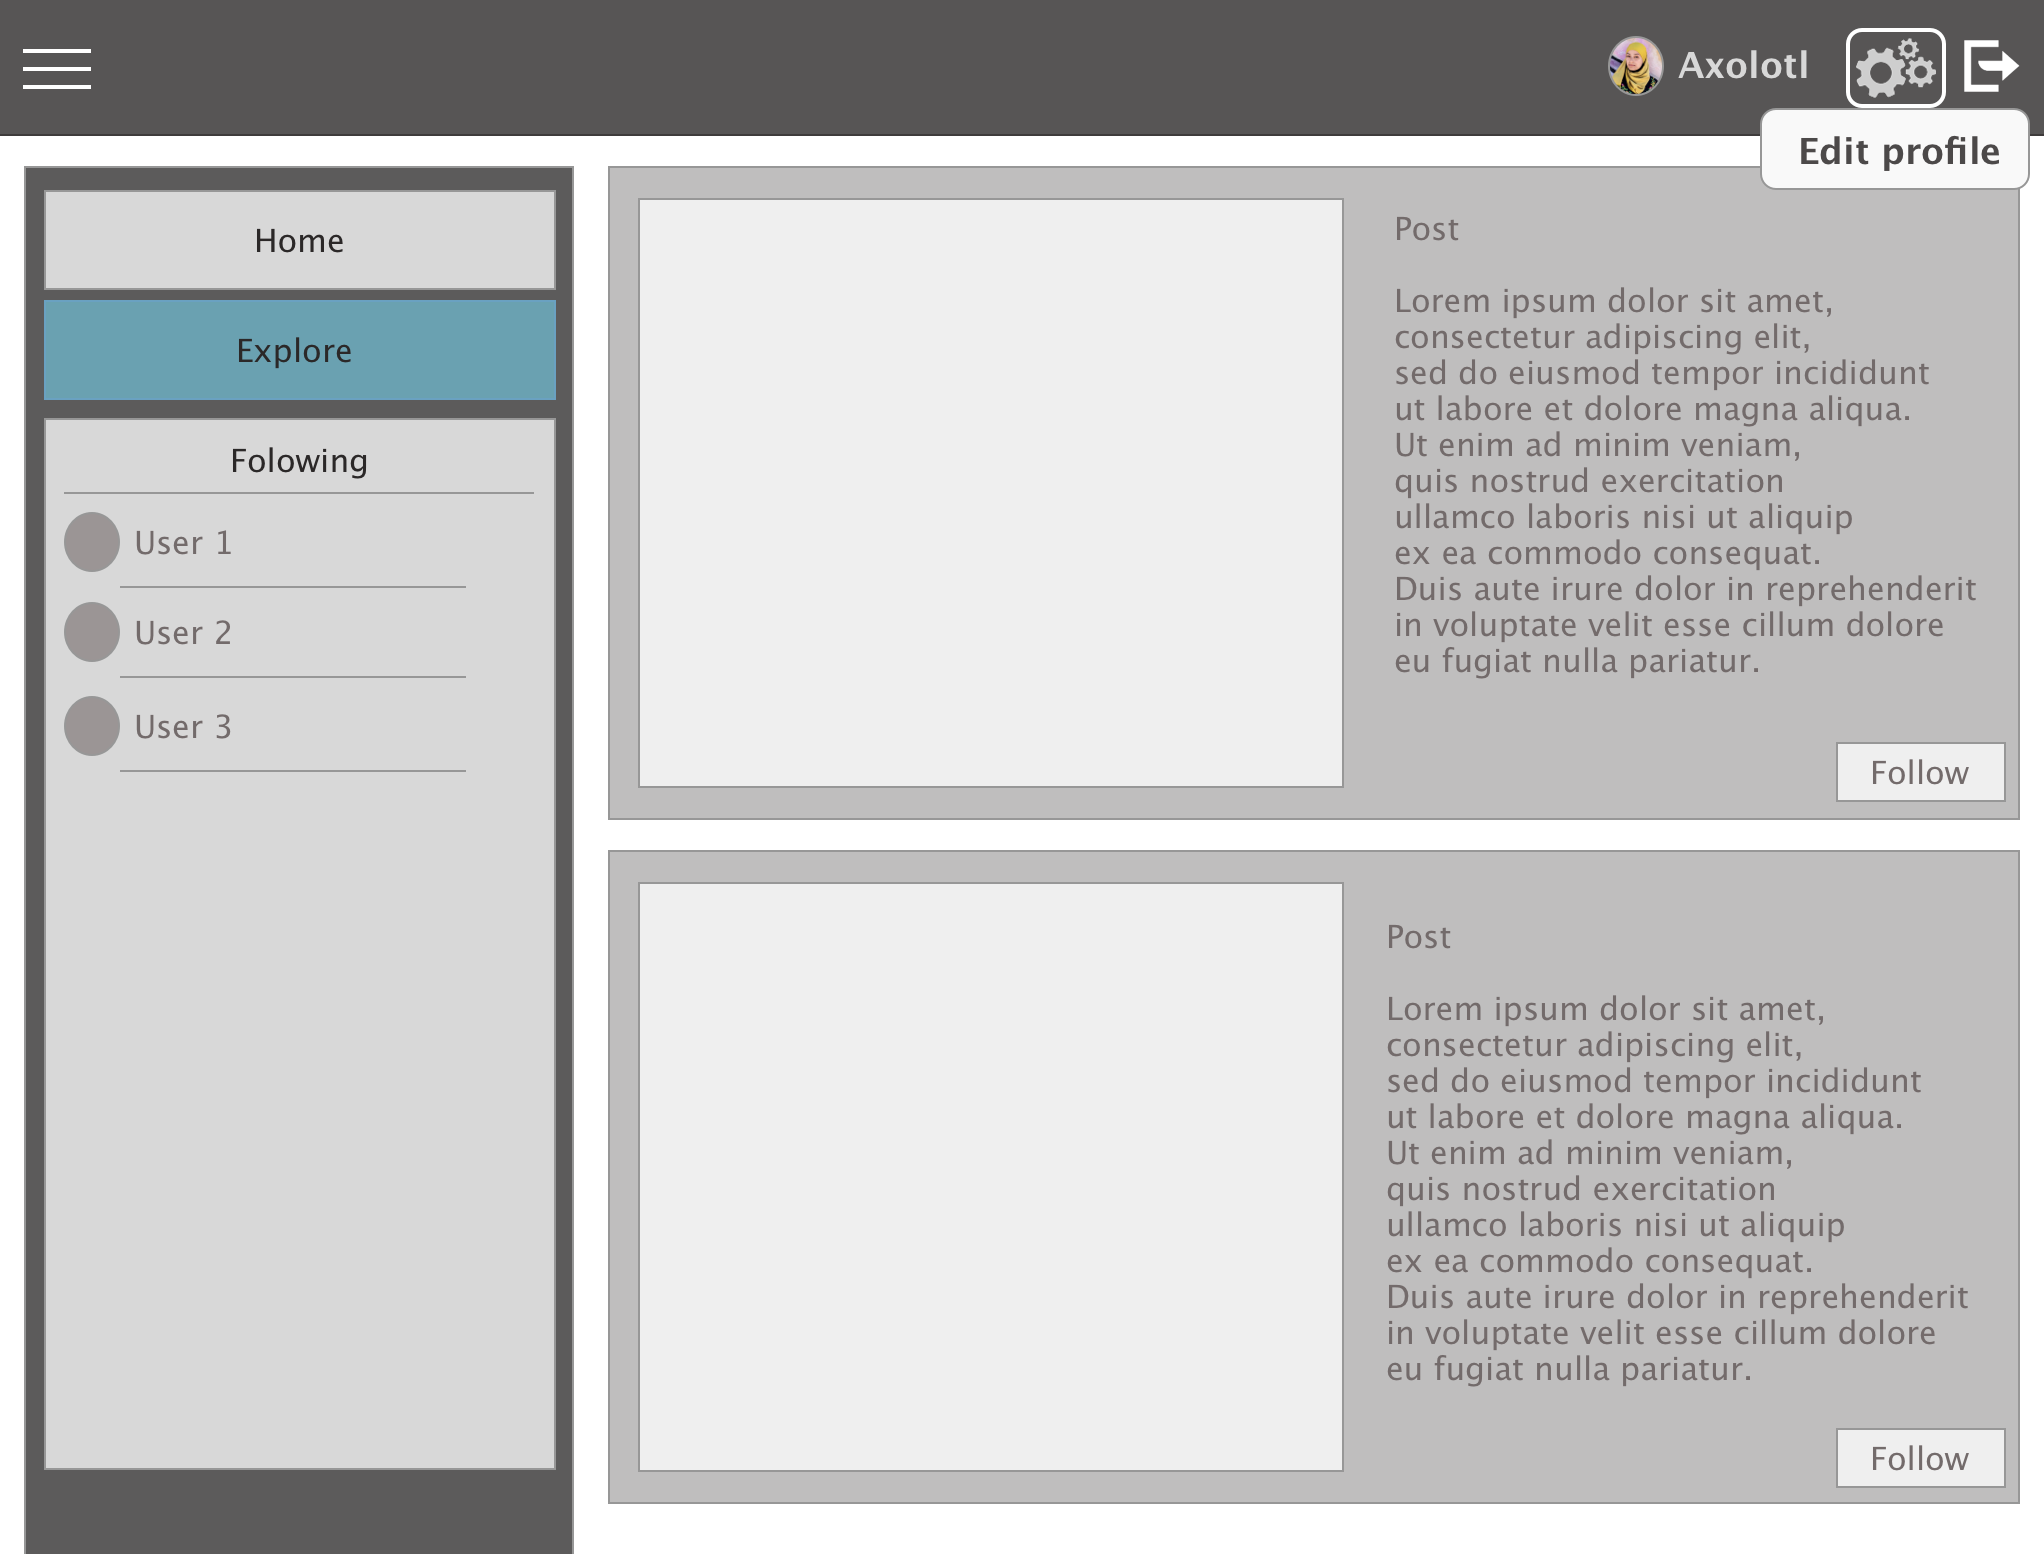 Axolotl
Edit profile
Home
Explore
Folowing
User 1
User 2
User 3
Post
Lorem ipsum dolor sit amet,
consectetur adipiscing elit,
sed do eiusmod tempor incididunt
ut labore et dolore magna aliqua.
Ut enim ad minim veniam,
quis nostrud exercitation
ullamco laboris nisi ut aliquip
ex ea commodo consequat.
Duis aute irure dolor in reprehenderit
in voluptate velit esse cillum dolore
eu fugiat nulla pariatur.
Follow
Post
Lorem ipsum dolor sit amet,
consectetur adipiscing elit,
sed do eiusmod tempor incididunt
ut labore et dolore magna aliqua.
Ut enim ad minim veniam,
quis nostrud exercitation
ullamco laboris nisi ut aliquip
ex ea commodo consequat.
Duis aute irure dolor in reprehenderit
in voluptate velit esse cillum dolore
eu fugiat nulla pariatur.
Follow